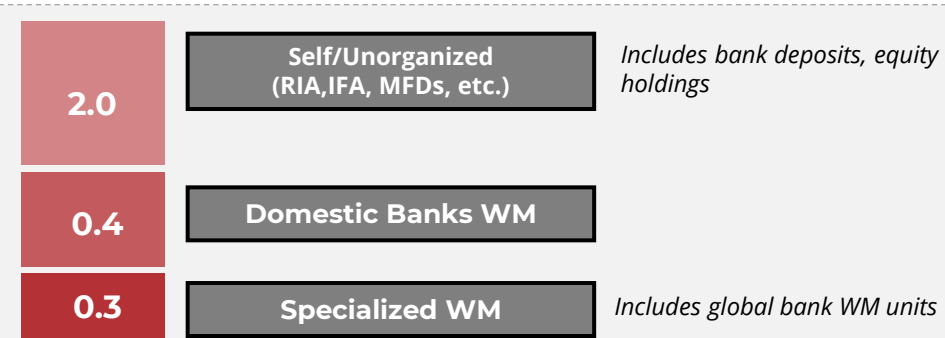 2.0
Self/Unorganized
(RIA,IFA, MFDs, etc.)
Includes bank deposits, equity
holdings
0.4
Domestic Banks WM
0.3
Specialized WM
Includes global bank WM units